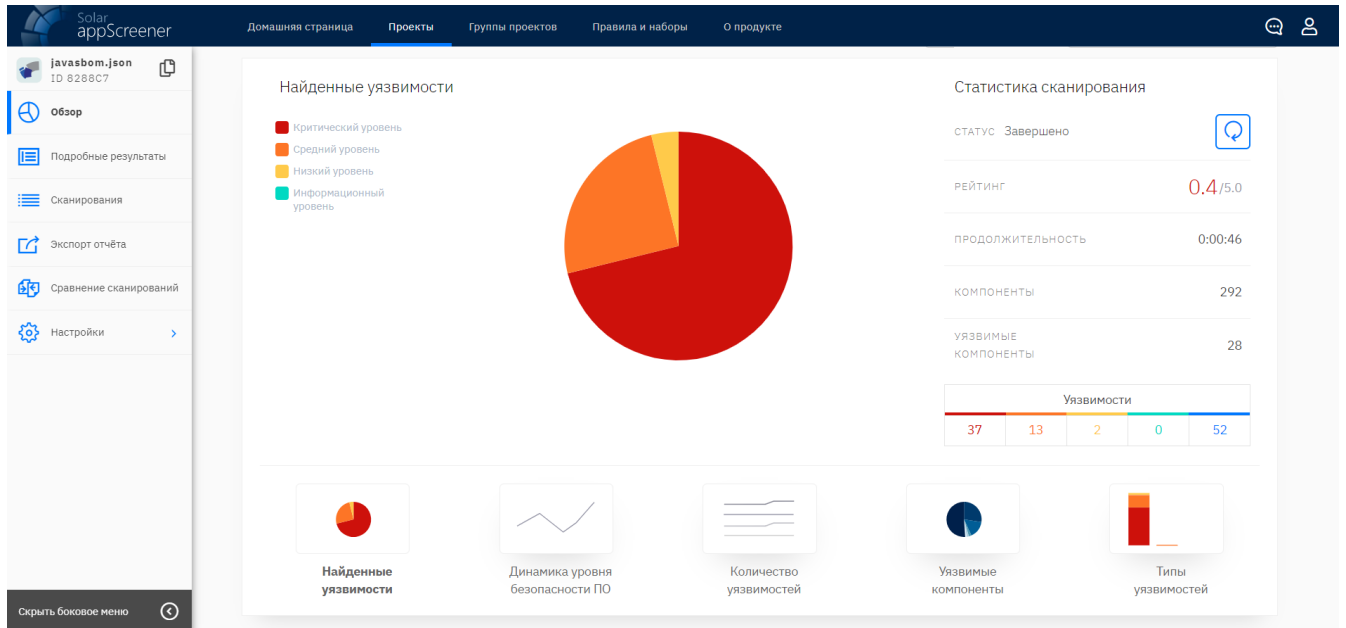 Solar
appScreener
Домашняя страница
Проекты
Группы проектов
Правила и наборы
О продукте
javasbom.json
ID 8288C7
Обзор
Подробные результаты
Сканирования
Экспорт отчёта
Сравнение сканирований
Настройки
Скрыть боковое меню
Найденные уязвимости
Критический уровень
Средний уровень
Низкий уровень
Информационный
уровень
Статистика сканирования
СТАТУС Завершено
РЕЙТИНГ 0.4/5.0
ПРОДОЛЖИТЕЛЬНОСТЬ 0:00:46
КОМПОНЕНТЫ 292
УЯЗВИМЫЕ
КОМПОНЕНТЫ 28
Уязвимости
37 13 2 0 52
Найденные
уязвимости
Динамика уровня
безопасности ПО
Количество
уязвимостей
Уязвимые
компоненты
Типы
уязвимостей